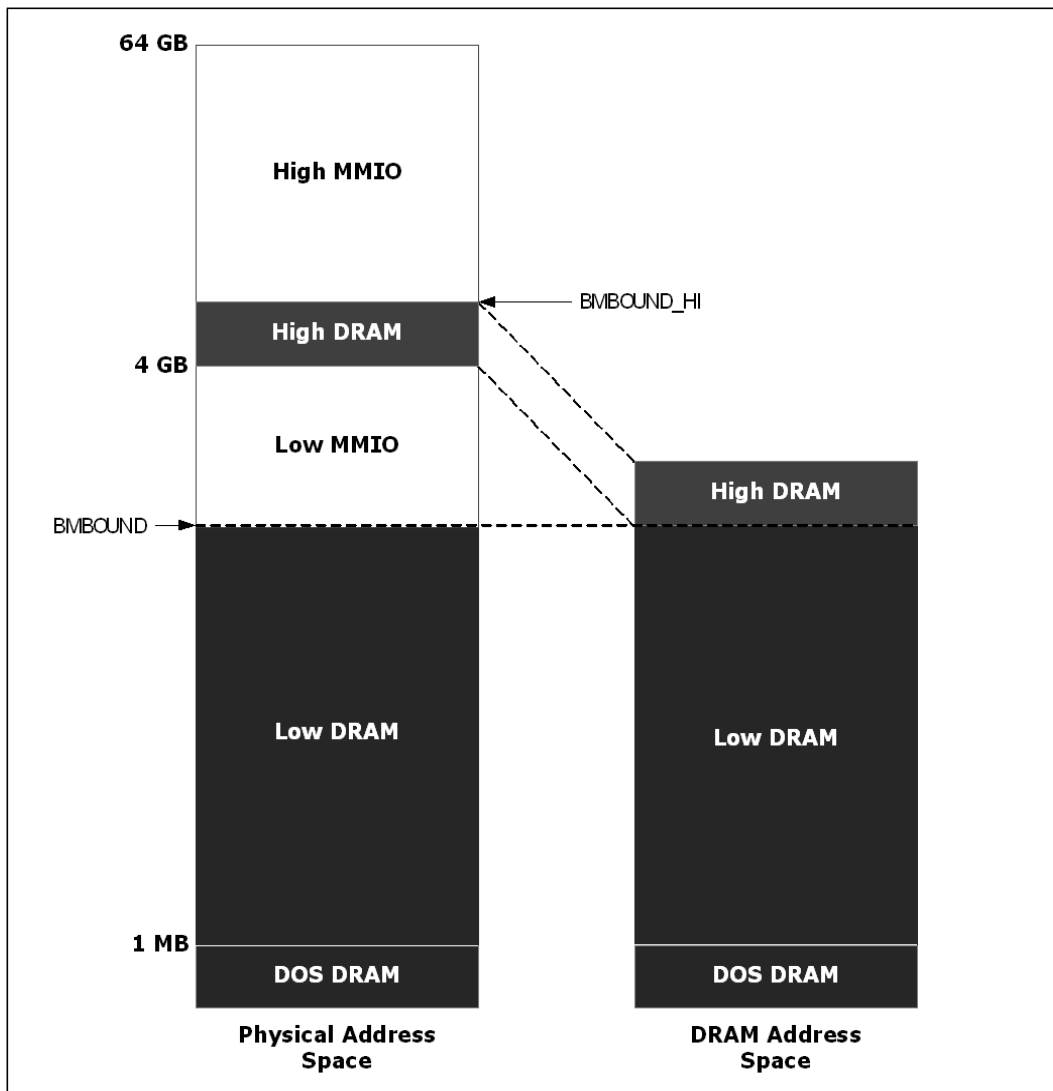 64 GB
High MMIO
BMBOUND_HI
High DRAM
4 GB
Low MMIO
High DRAM
BMBOUND
Low DRAM
Low DRAM
1 MB
DOS DRAM
DOS DRAM
Physical Address
Space
DRAM Address
Space